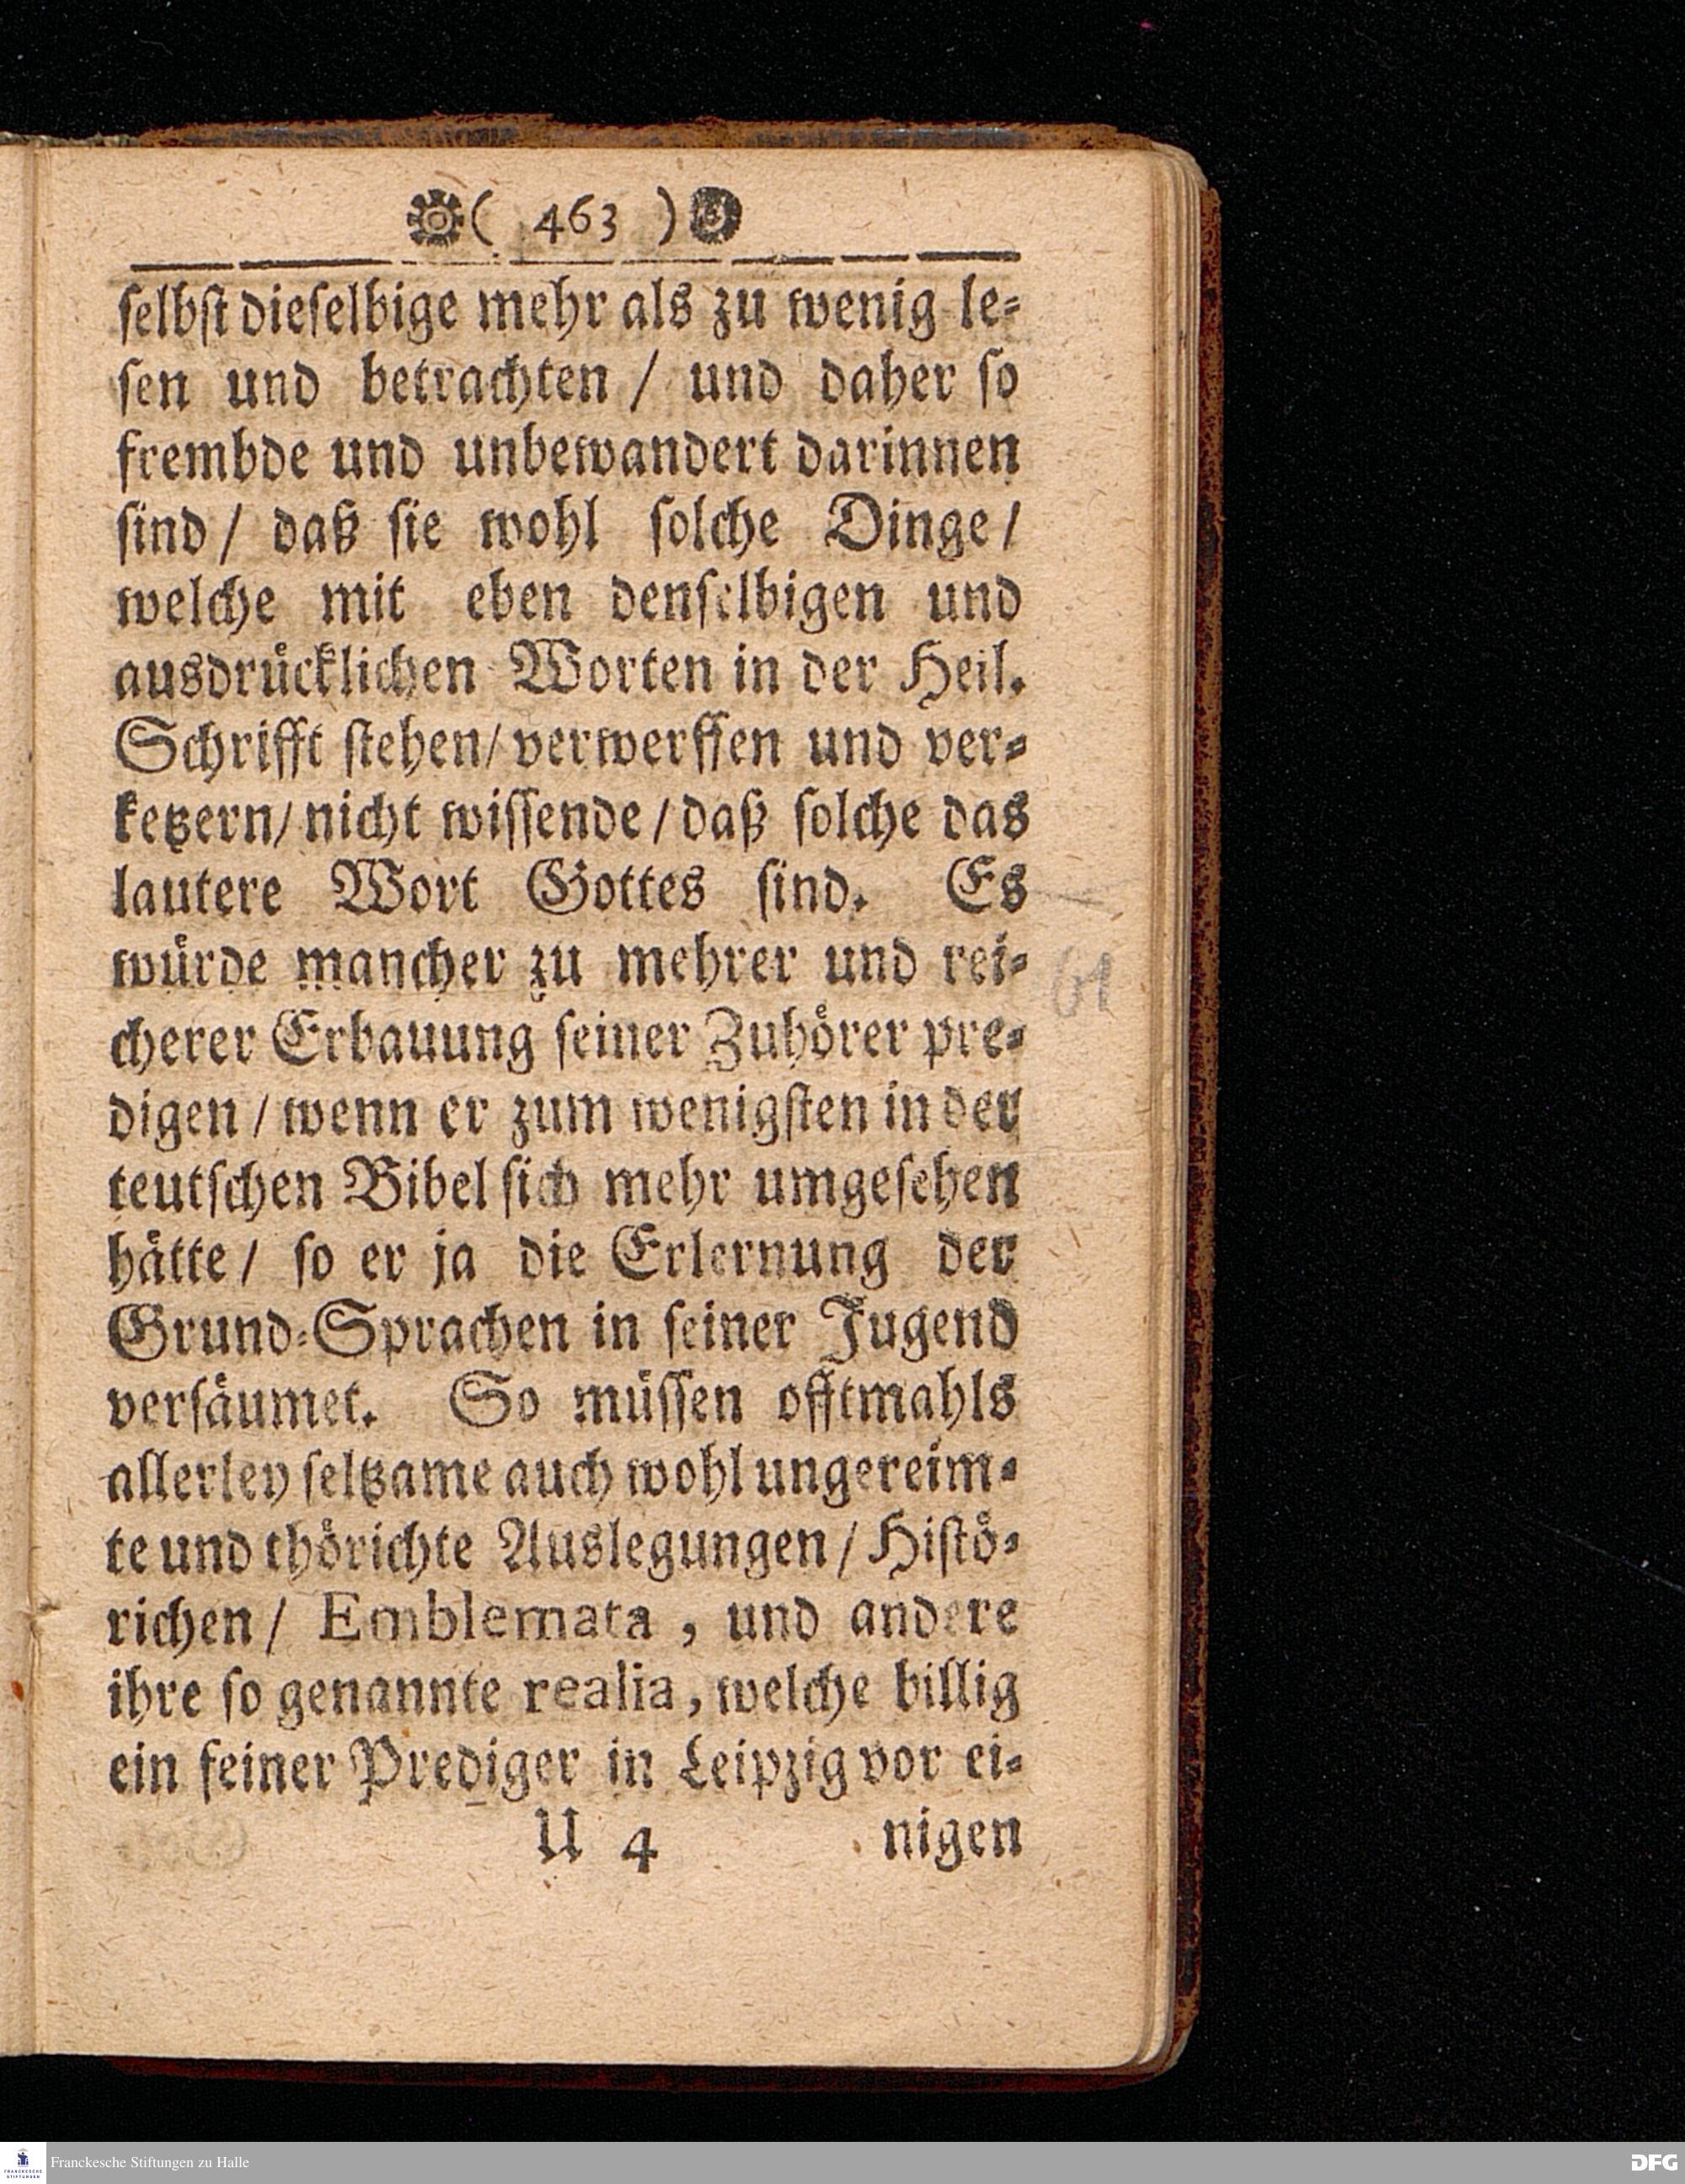 ( 463 )
selbst dieselbige mehr als zu wenig le-
sen und betrachten / und daher so
frembde und unbewandert darinnen
sind / daß sie wohl solche Dinge /
welche mit eben denselbigen und
ausdrücklichen Worten in der Heil.
Schrifft stehen / verwerffen und ver-
ketzern / nicht wissende / daß solche das
lautere Wort Gottes sind. Es
würde mancher zu mehrer und rei-
cherer Erbauung seiner Zuhörer pre-
digen / wenn er zum wenigsten in der
teutschen Bibel sich mehr umgesehen
hätte / so er ja die Erlernung der
Grund-Sprachen in seiner Jugend
versäumet. So müssen offtmahls
allerley seltzame auch wohl ungereim-
te und thörichte Auslegungen / Histö-
richen / Emblemata , und andere
ihre so genannte realia, welche billig
ein feiner Prediger in Leipzig vor ei-
U 4 nigen
61
FRANCKESCHE STIFTUNGEN
Franckesche Stiftungen zu Halle
DFG